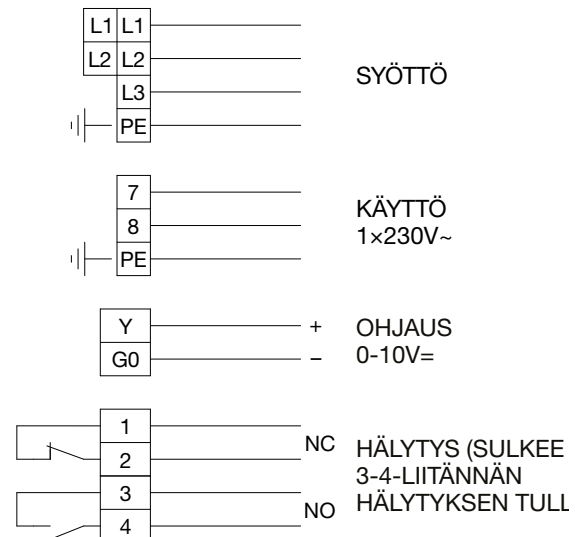 L1 L1
L2 L2
L3
PE
SYÖTTÖ
7
8
PE
KÄYTTÖ
1×230V~
Y +
G0 –
OHJAUS
0-10V=
1
2
NC
3
4
NO
HÄLYTYS (SULKEE
3-4-LIITÄNNÄN
HÄLYTYKSEN